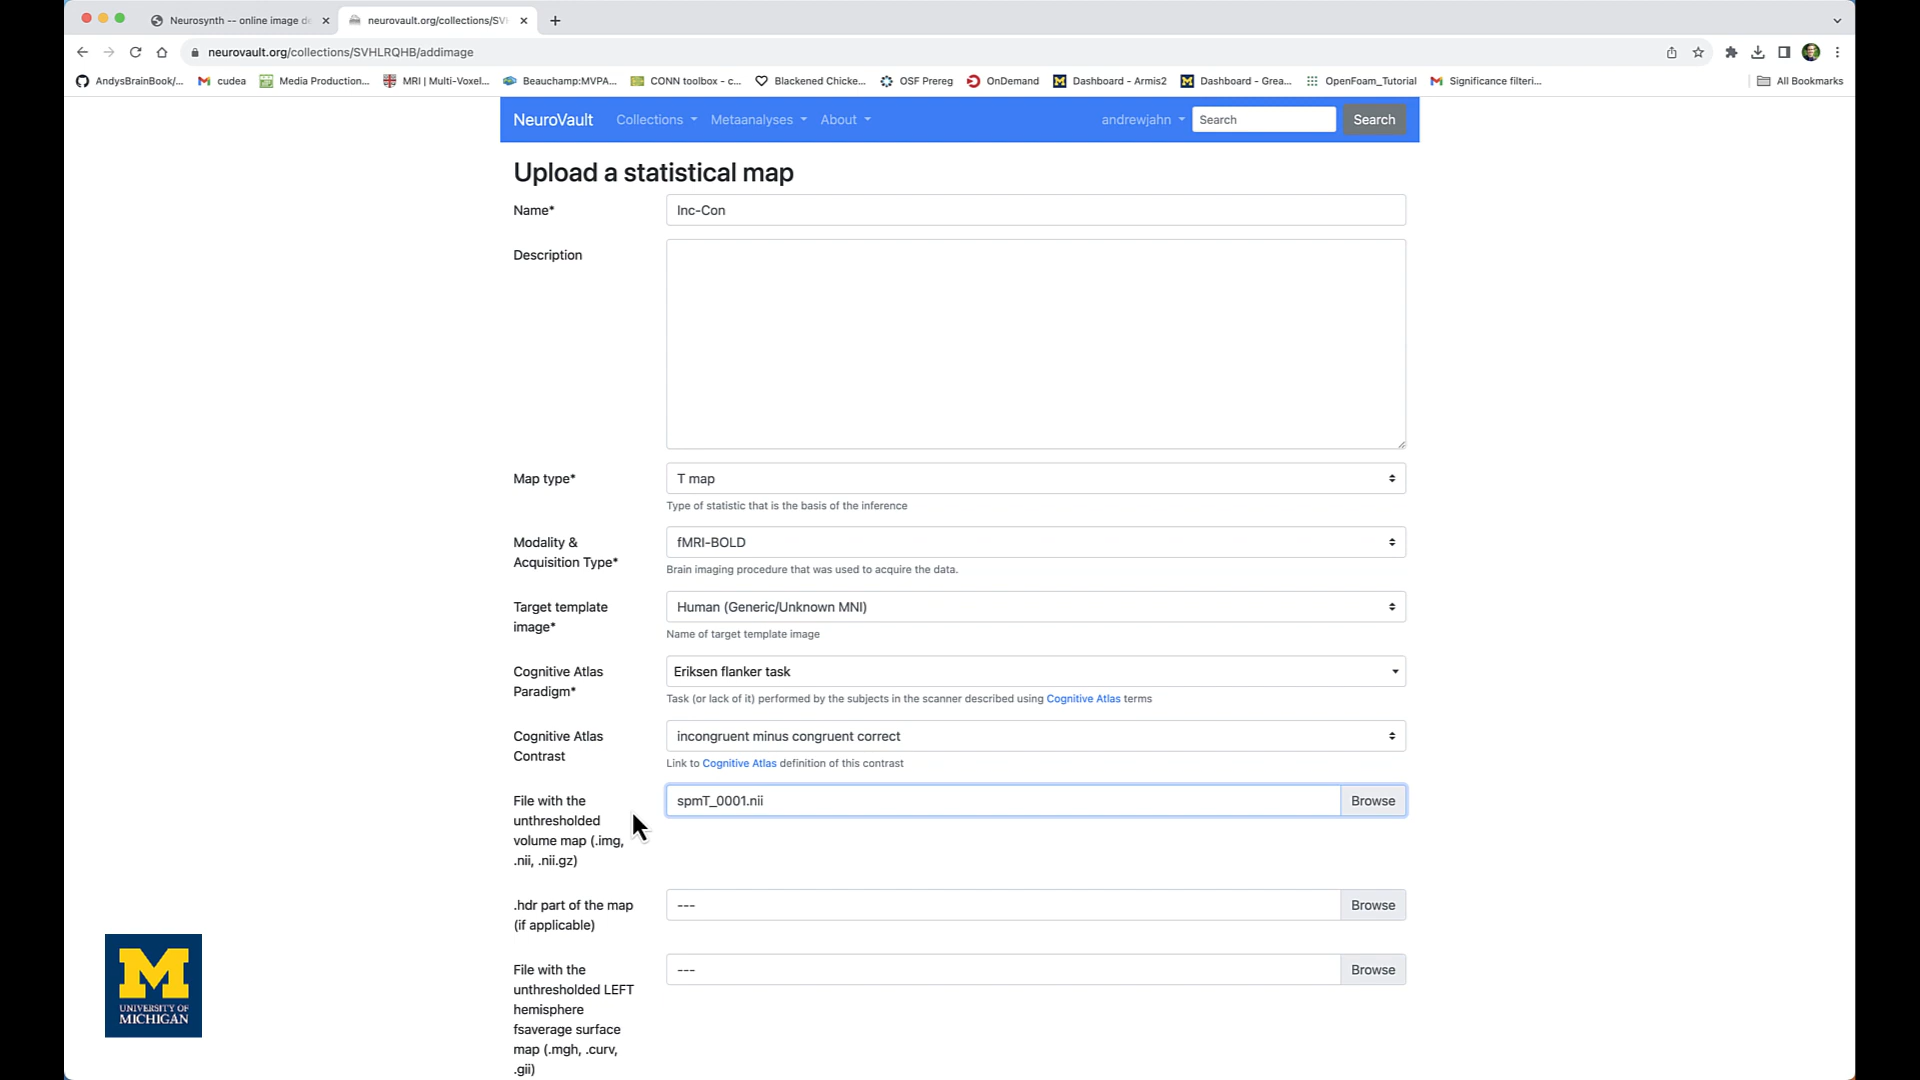 Neurosynth -- online image de
neurovault.org/collections/SVH
neurovault.org/collections/SVHLRQHB/addimage
AndysBrainBook/...
cudea
Media Production...
MRI | Multi-Voxel...
Beauchamp:MVPA...
CONN toolbox - c...
Blackened Chicke...
OSF Prereg
OnDemand
Dashboard - Armis2
Dashboard - Grea...
OpenFoam_Tutorial
Significance filteri...
All Bookmarks
NeuroVault
Collections
Metaanalyses
About
andrewjahn
Search
Search
Upload a statistical map
Name*
Inc-Con
Description
Map type*
T map
Type of statistic that is the basis of the inference
Modality &
Acquisition Type*
fMRI-BOLD
Brain imaging procedure that was used to acquire the data.
Target template
image*
Human (Generic/Unknown MNI)
Name of target template image
Cognitive Atlas
Paradigm*
Eriksen flanker task
Task (or lack of it) performed by the subjects in the scanner described using Cognitive Atlas terms
Cognitive Atlas
Contrast
incongruent minus congruent correct
Link to Cognitive Atlas definition of this contrast
File with the
unthresholded
volume map (.img,
.nii, .nii.gz)
spmT_0001.nii
Browse
.hdr part of the map
(if applicable)
---
Browse
File with the
unthresholded LEFT
hemisphere
fsaverage surface
map (.mgh, .curv,
.gii)
---
Browse
M
UNIVERSITY OF
MICHIGAN